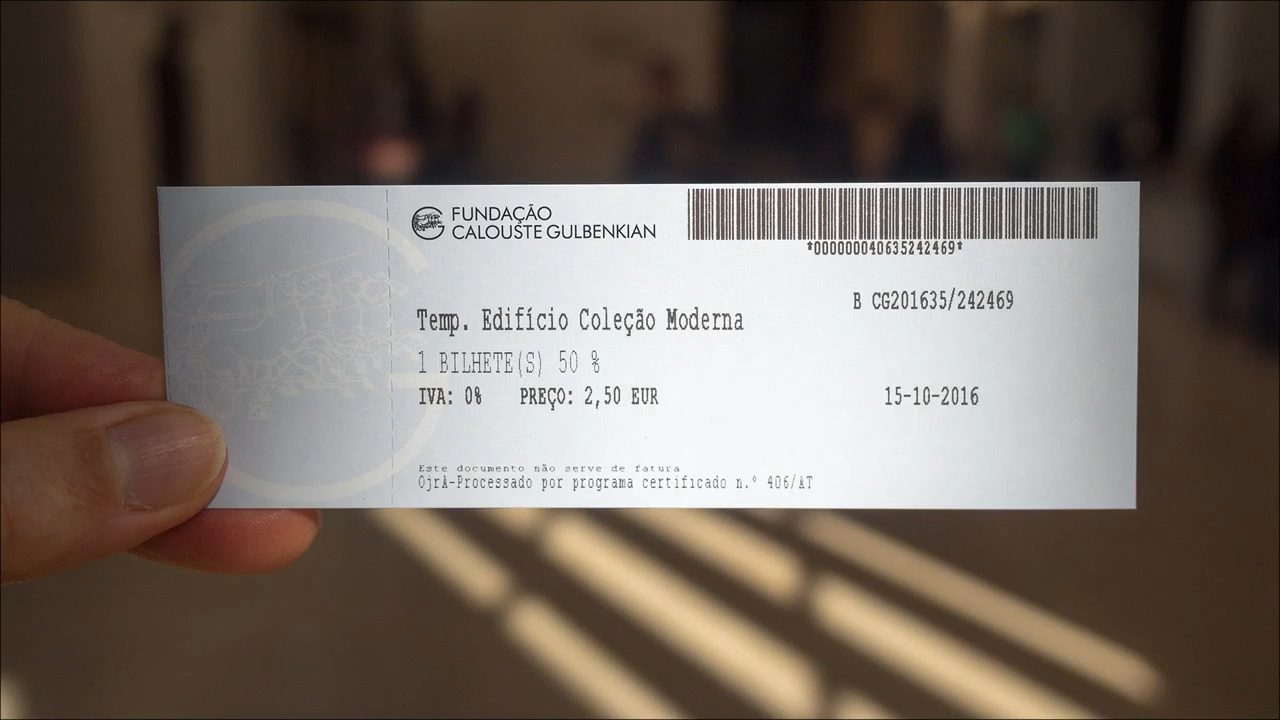 FUNDAÇÃO
CALOUSTE GULBENKIAN
*000000040635242469*
B CG201635/242469
Temp. Edifício Coleção Moderna
1 BILHETE(S) 50 %
IVA: 0% PREÇO: 2,50 EUR
15-10-2016
Este documento não serve de fatura
OjrA-Processado por programa certificado n.º 406/AT